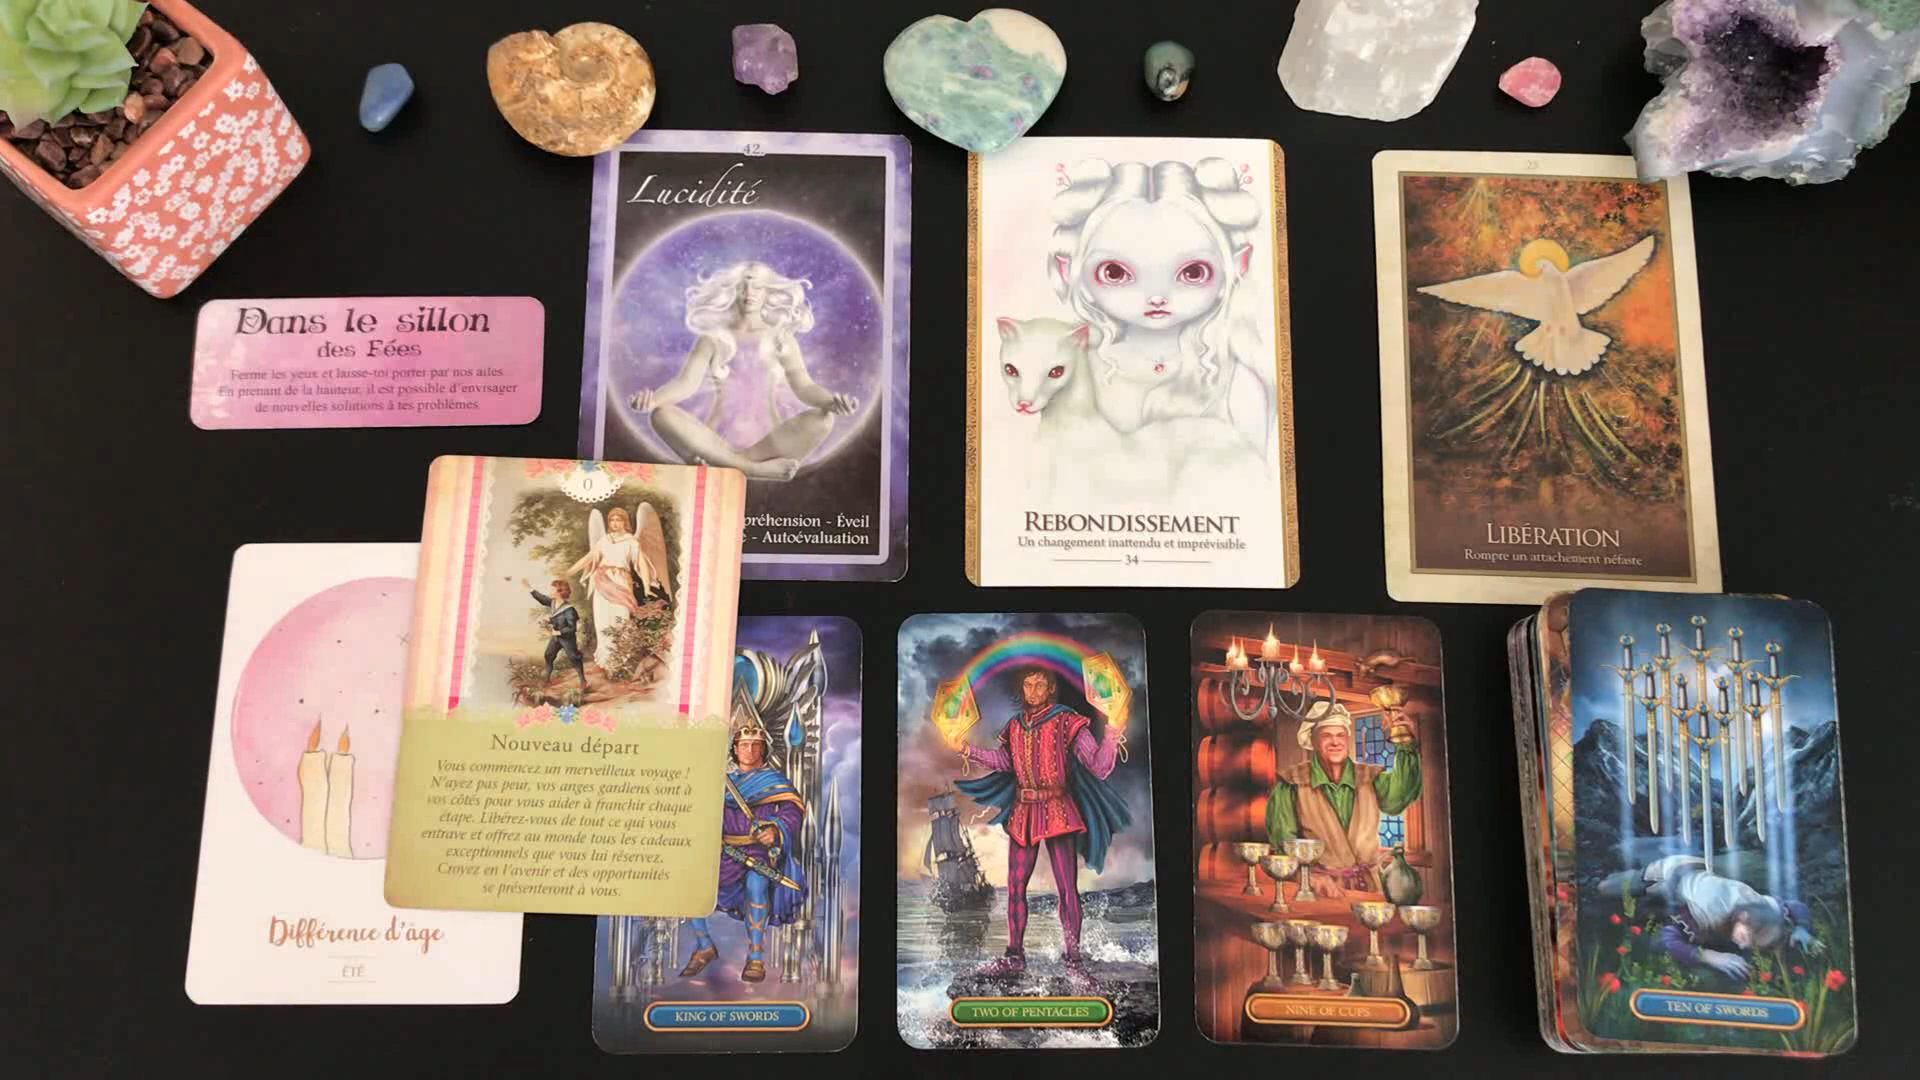 Dans le sillon
des Fées
Ferme les yeux et laisse-toi porter par nos ailes.
En prenant de la hauteur, il est possible d'envisager
de nouvelles solutions à tes problèmes.
42.
Lucidité
préhension - Éveil
- Autoévaluation
REBONDISSEMENT
Un changement inattendu et imprévisible
34
LIBÉRATION
Rompre un attachement néfaste
0
Nouveau départ
Vous commencez un merveilleux voyage !
N'ayez pas peur, vos anges gardiens sont à
vos côtés pour vous aider à franchir chaque
étape. Libérez-vous de tout ce qui vous
entrave et offrez au monde tous les cadeaux
exceptionnels que vous lui réservez.
Croyez en l'avenir et des opportunités
se présenteront à vous.
Différence d'âge
ÉTÉ
KING OF SWORDS
TWO OF PENTACLES
NINE OF CUPS
TEN OF SWORDS